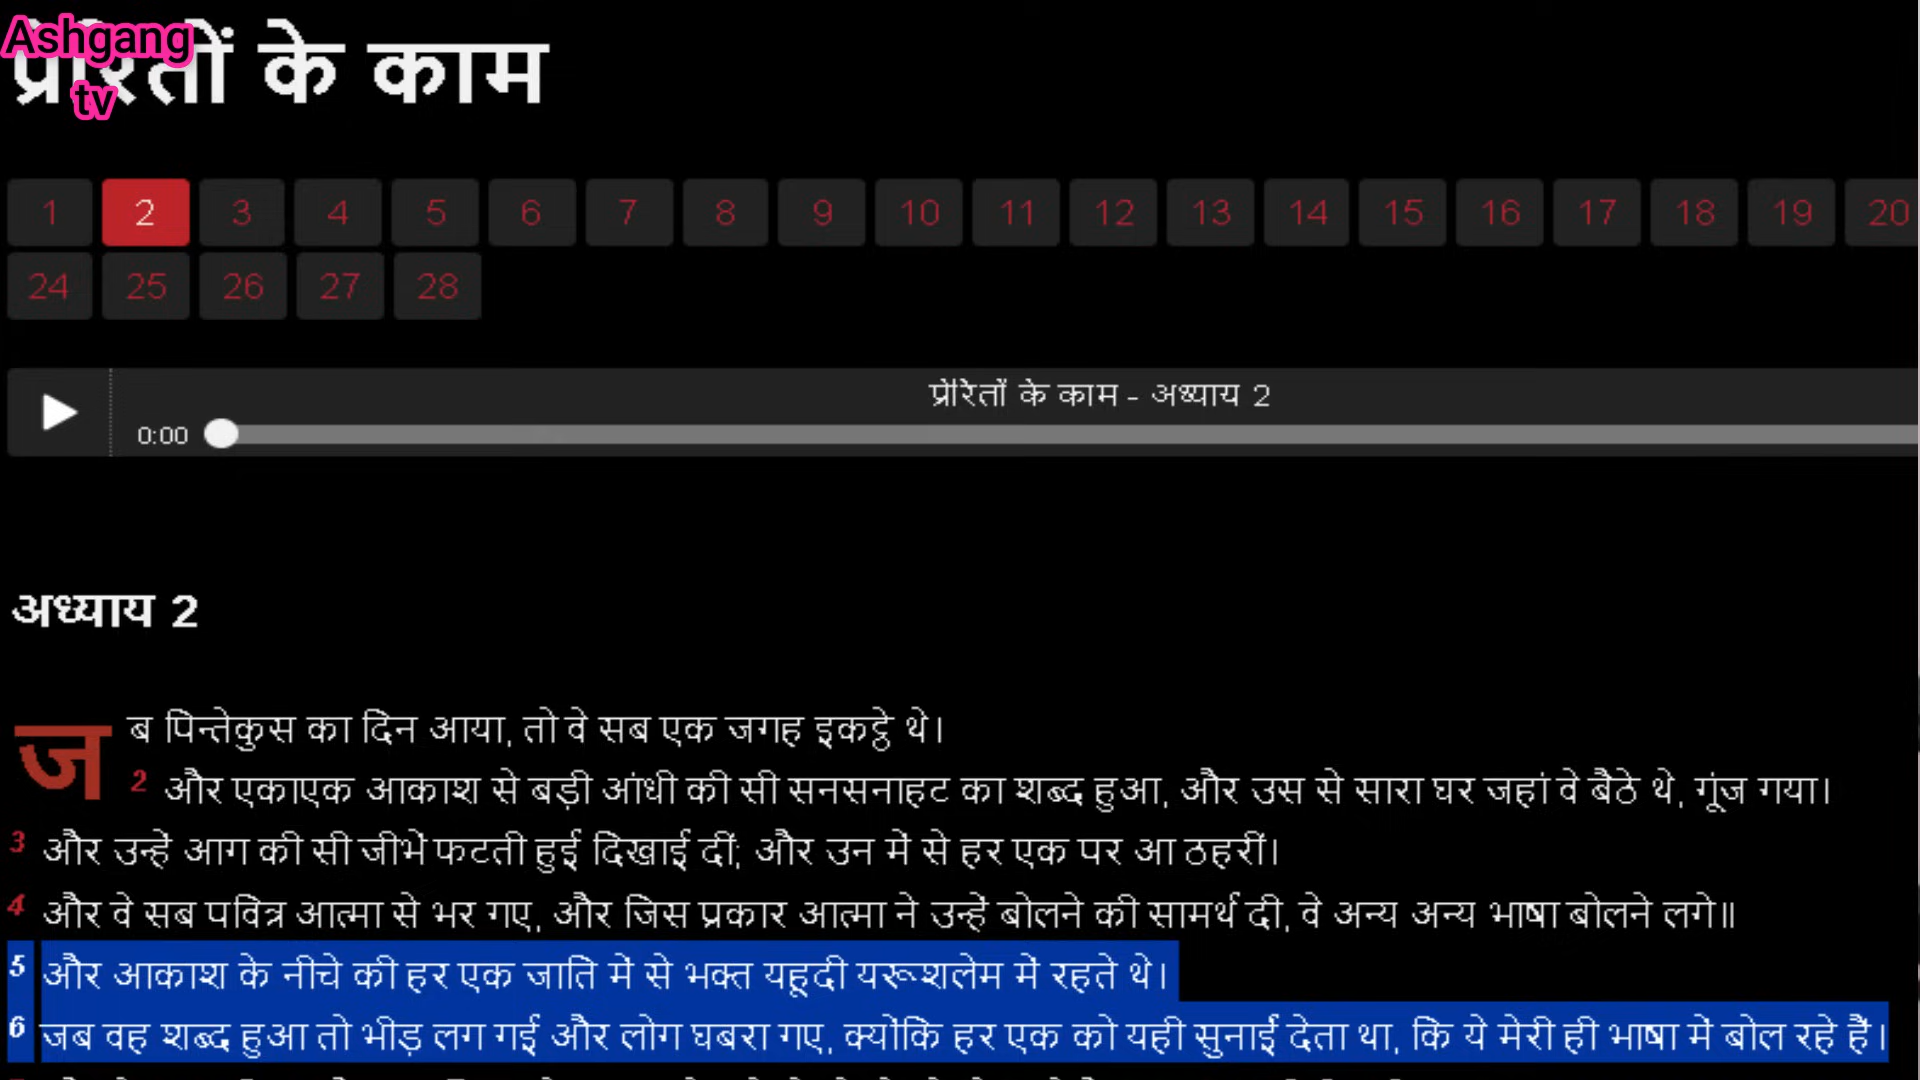 Ashgang
tv
प्रेरितों के काम
1 2 3 4 5 6 7 8 9 10 11 12 13 14 15 16 17 18 19 20
24 25 26 27 28
प्रेरितों के काम - अध्याय 2
0:00
अध्याय 2
जब पिन्तेकुस का दिन आया, तो वे सब एक जगह इकट्ठे थे।
2 और एकाएक आकाश से बड़ी आंधी की सी सनसनाहट का शब्द हुआ, और उस से सारा घर जहां वे बैठे थे, गूंज गया।
3 और उन्हें आग की सी जीभें फटती हुई दिखाई दीं; और उन में से हर एक पर आ ठहरीं।
4 और वे सब पवित्र आत्मा से भर गए, और जिस प्रकार आत्मा ने उन्हें बोलने की सामर्थ दी, वे अन्य अन्य भाषा बोलने लगे॥
5 और आकाश के नीचे की हर एक जाति में से भक्त यहूदी यरूशलेम में रहते थे।
6 जब वह शब्द हुआ तो भीड़ लग गई और लोग घबरा गए, क्योंकि हर एक को यही सुनाई देता था, कि ये मेरी ही भाषा में बोल रहे हैं।